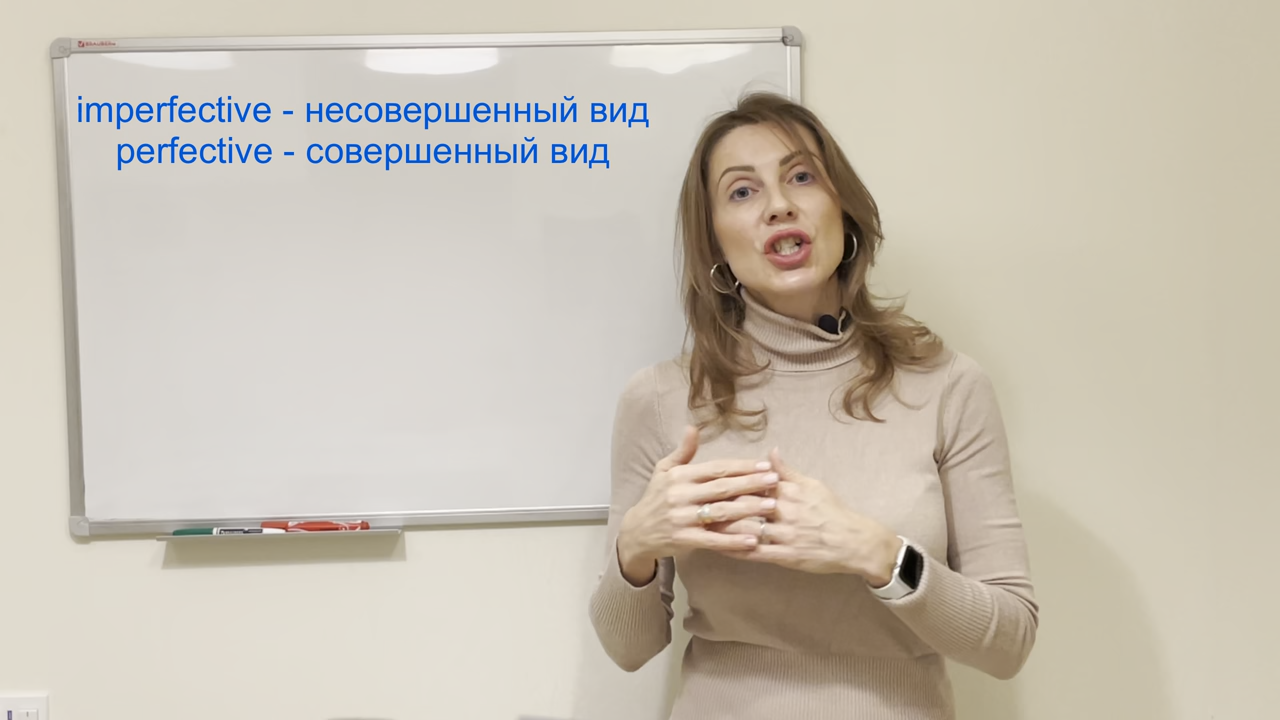 imperfective - несовершенный вид
perfective - совершенный вид